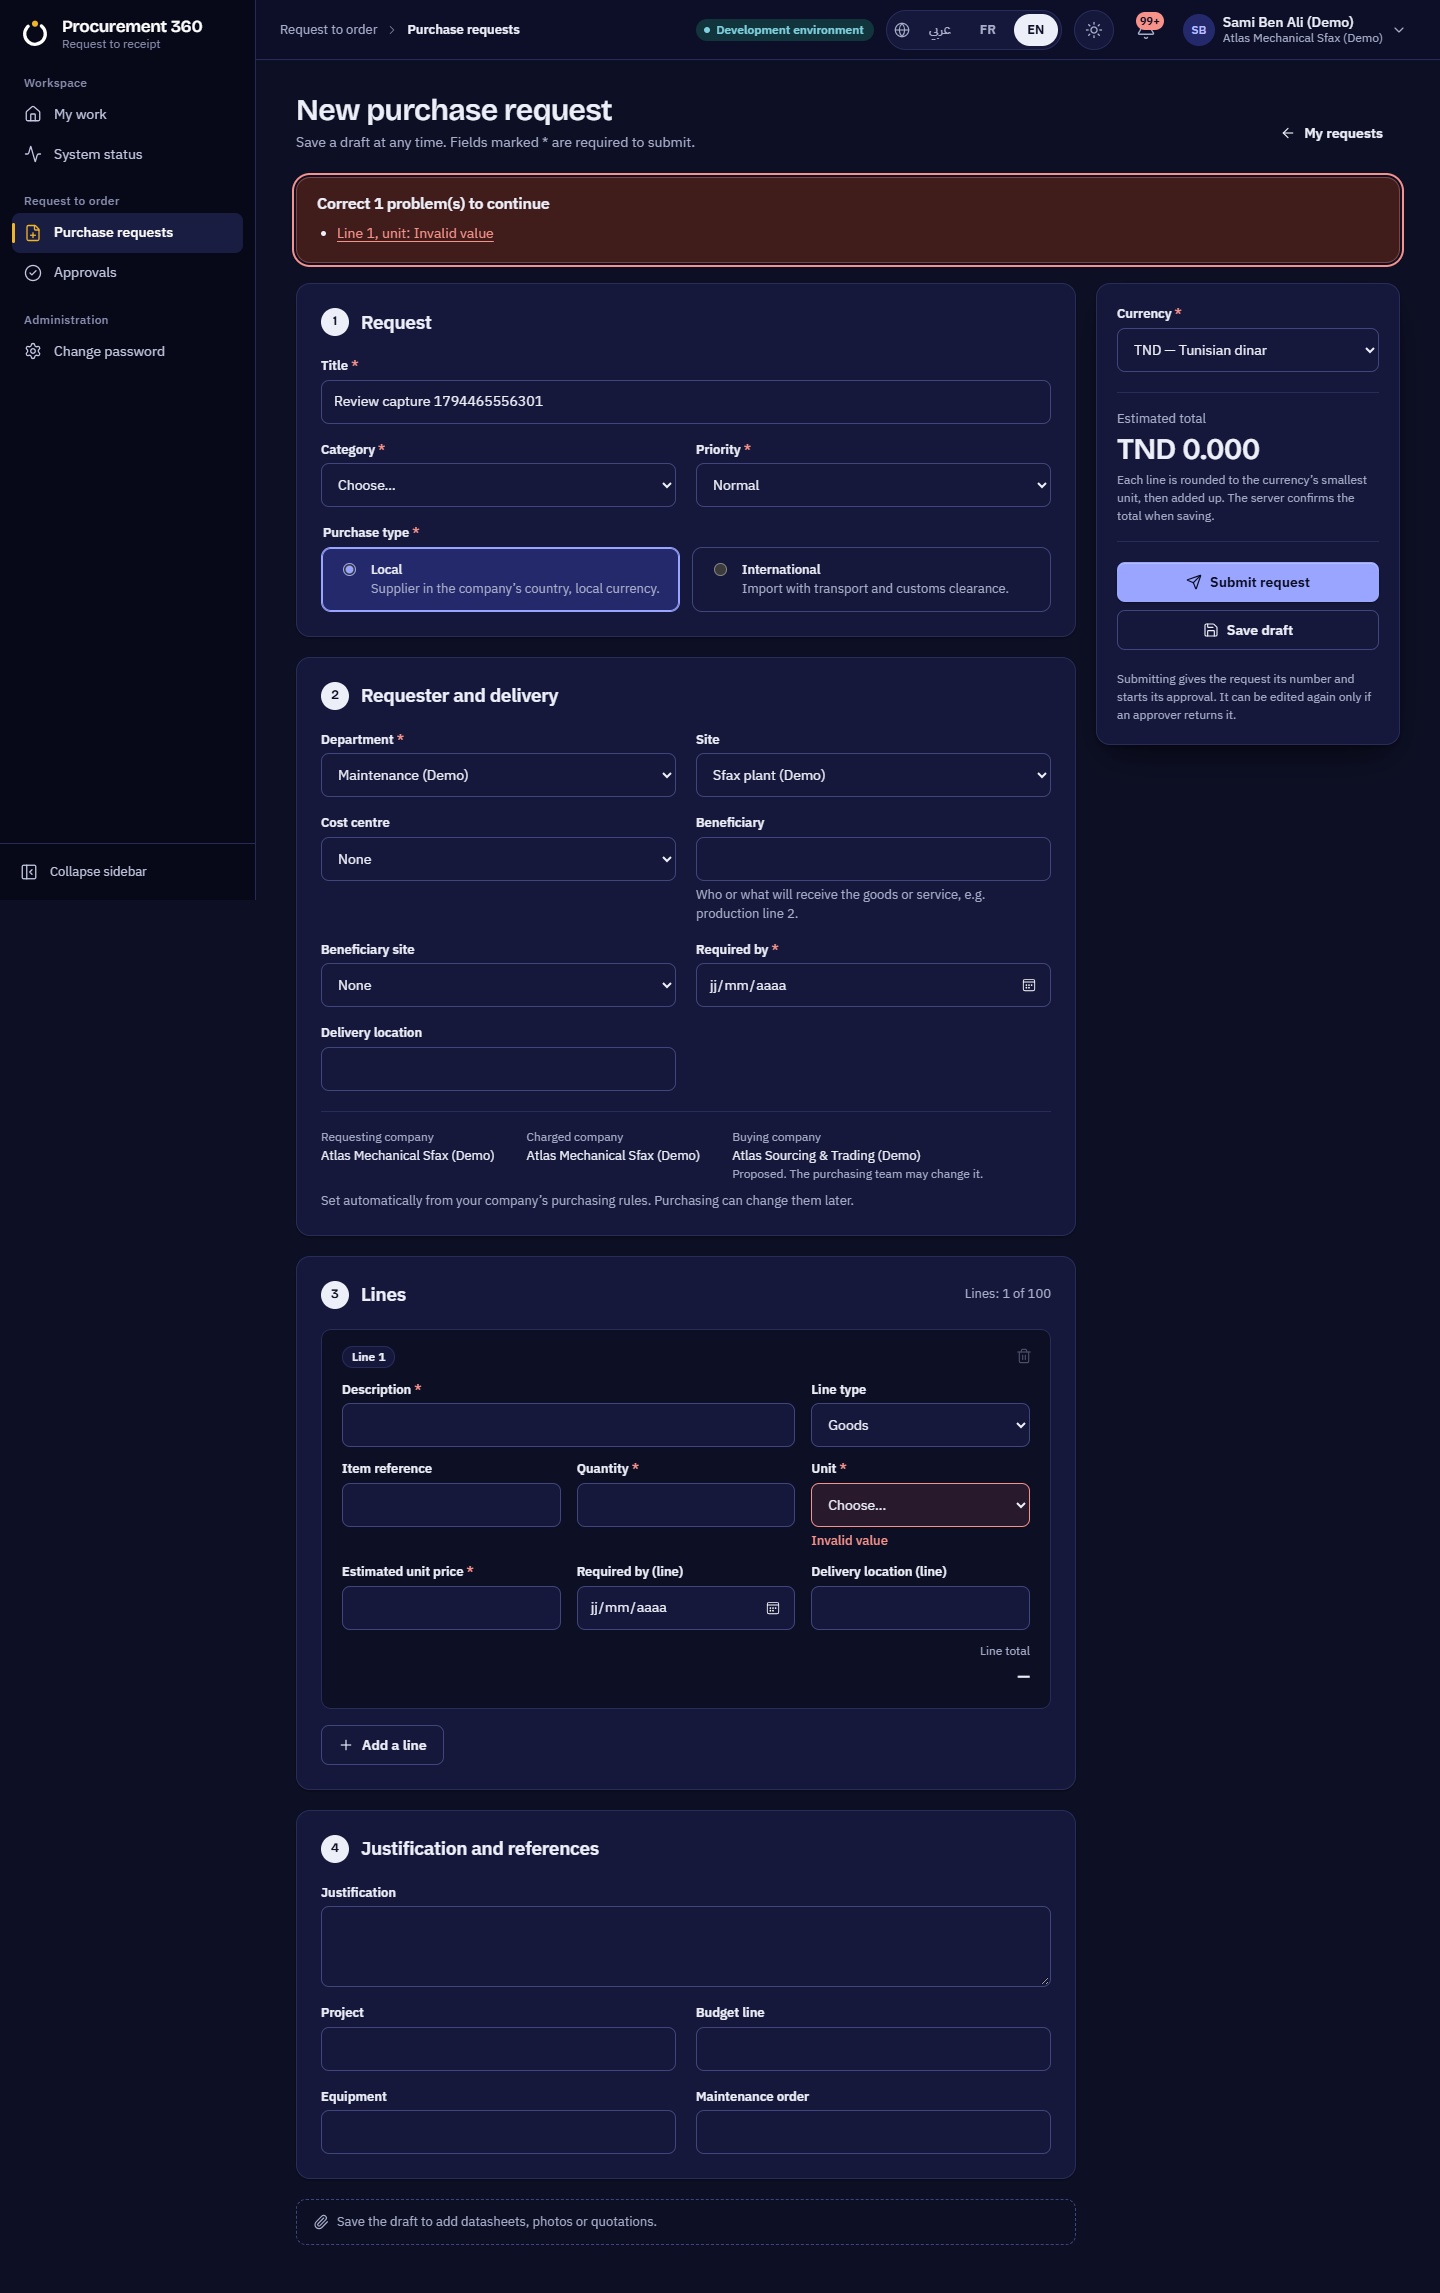 Procurement 360
Request to receipt
Workspace
My work
System status
Request to order
Purchase requests
Approvals
Administration
Change password
Collapse sidebar
Request to order > Purchase requests
Development environment
عربي FR EN
99+
SB
Sami Ben Ali (Demo)
Atlas Mechanical Sfax (Demo)
New purchase request
Save a draft at any time. Fields marked * are required to submit.
My requests
Correct 1 problem(s) to continue
• Line 1, unit: Invalid value
1 Request
Title *
Review capture 1794465556301
Category * Priority *
Choose... Normal
Purchase type *
Local
Supplier in the company’s country, local currency.
International
Import with transport and customs clearance.
Currency *
TND — Tunisian dinar
Estimated total
TND 0.000
Each line is rounded to the currency’s smallest
unit, then added up. The server confirms the
total when saving.
Submit request
Save draft
Submitting gives the request its number and
starts its approval. It can be edited again only if
an approver returns it.
2 Requester and delivery
Department * Site
Maintenance (Demo) Sfax plant (Demo)
Cost centre Beneficiary
None
Who or what will receive the goods or service, e.g.
production line 2.
Beneficiary site Required by *
None jj/mm/aaaa
Delivery location
Requesting company Charged company Buying company
Atlas Mechanical Sfax (Demo) Atlas Mechanical Sfax (Demo) Atlas Sourcing & Trading (Demo)
Proposed. The purchasing team may change it.
Set automatically from your company’s purchasing rules. Purchasing can change them later.
3 Lines
Lines: 1 of 100
Line 1
Description * Line type
Goods
Item reference Quantity * Unit *
Choose...
Invalid value
Estimated unit price * Required by (line) Delivery location (line)
jj/mm/aaaa
Line total
—
+ Add a line
4 Justification and references
Justification
Project Budget line
Equipment Maintenance order
Save the draft to add datasheets, photos or quotations.